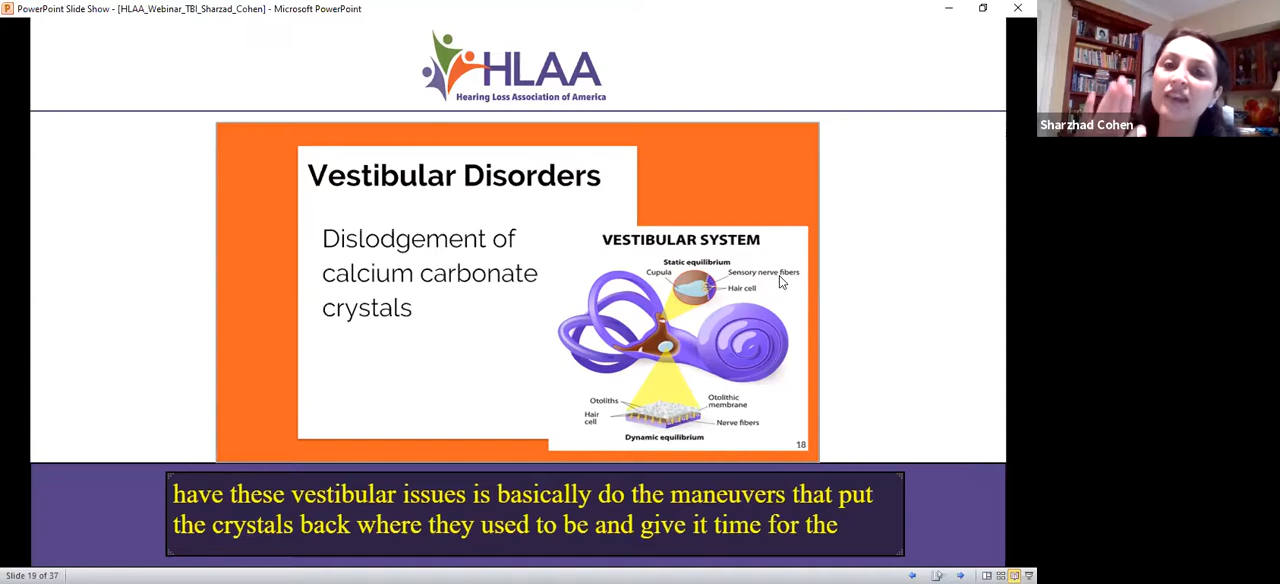 PowerPoint Slide Show - [HLAA_Webinar_TBI_Sharzad_Cohen] - Microsoft PowerPoint
HLAA
Hearing Loss Association of America
Sharzhad Cohen
Vestibular Disorders
Dislodgement of
calcium carbonate
crystals
VESTIBULAR SYSTEM
Static equilibrium
Cupula
Sensory nerve fibers
Hair cell
Otoliths
Otolithic
membrane
Hair
cell
Nerve fibers
Dynamic equilibrium
18
have these vestibular issues is basically do the maneuvers that put
the crystals back where they used to be and give it time for the
Slide 19 of 37